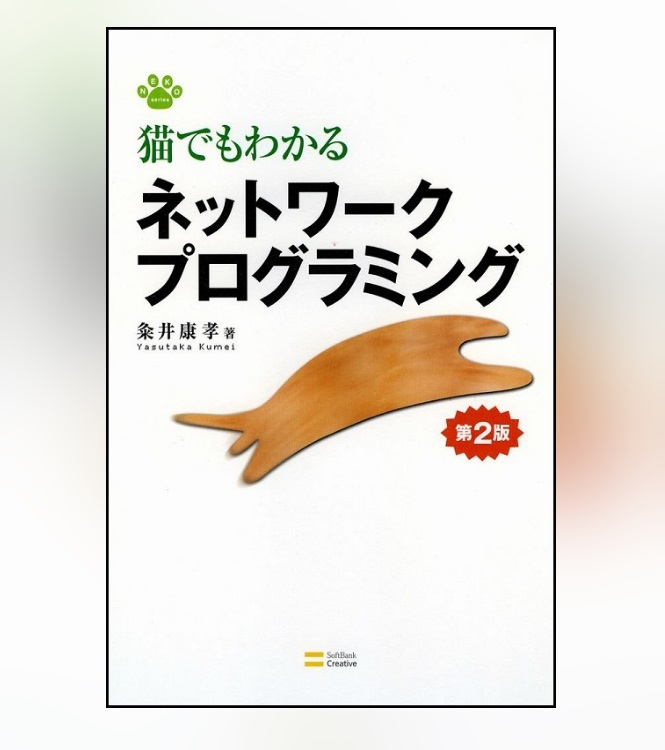 NEKO
series
猫でもわかる
ネットワーク
プログラミング
粂井康孝 著
Yasutaka Kumei
第2版
SoftBank
Creative